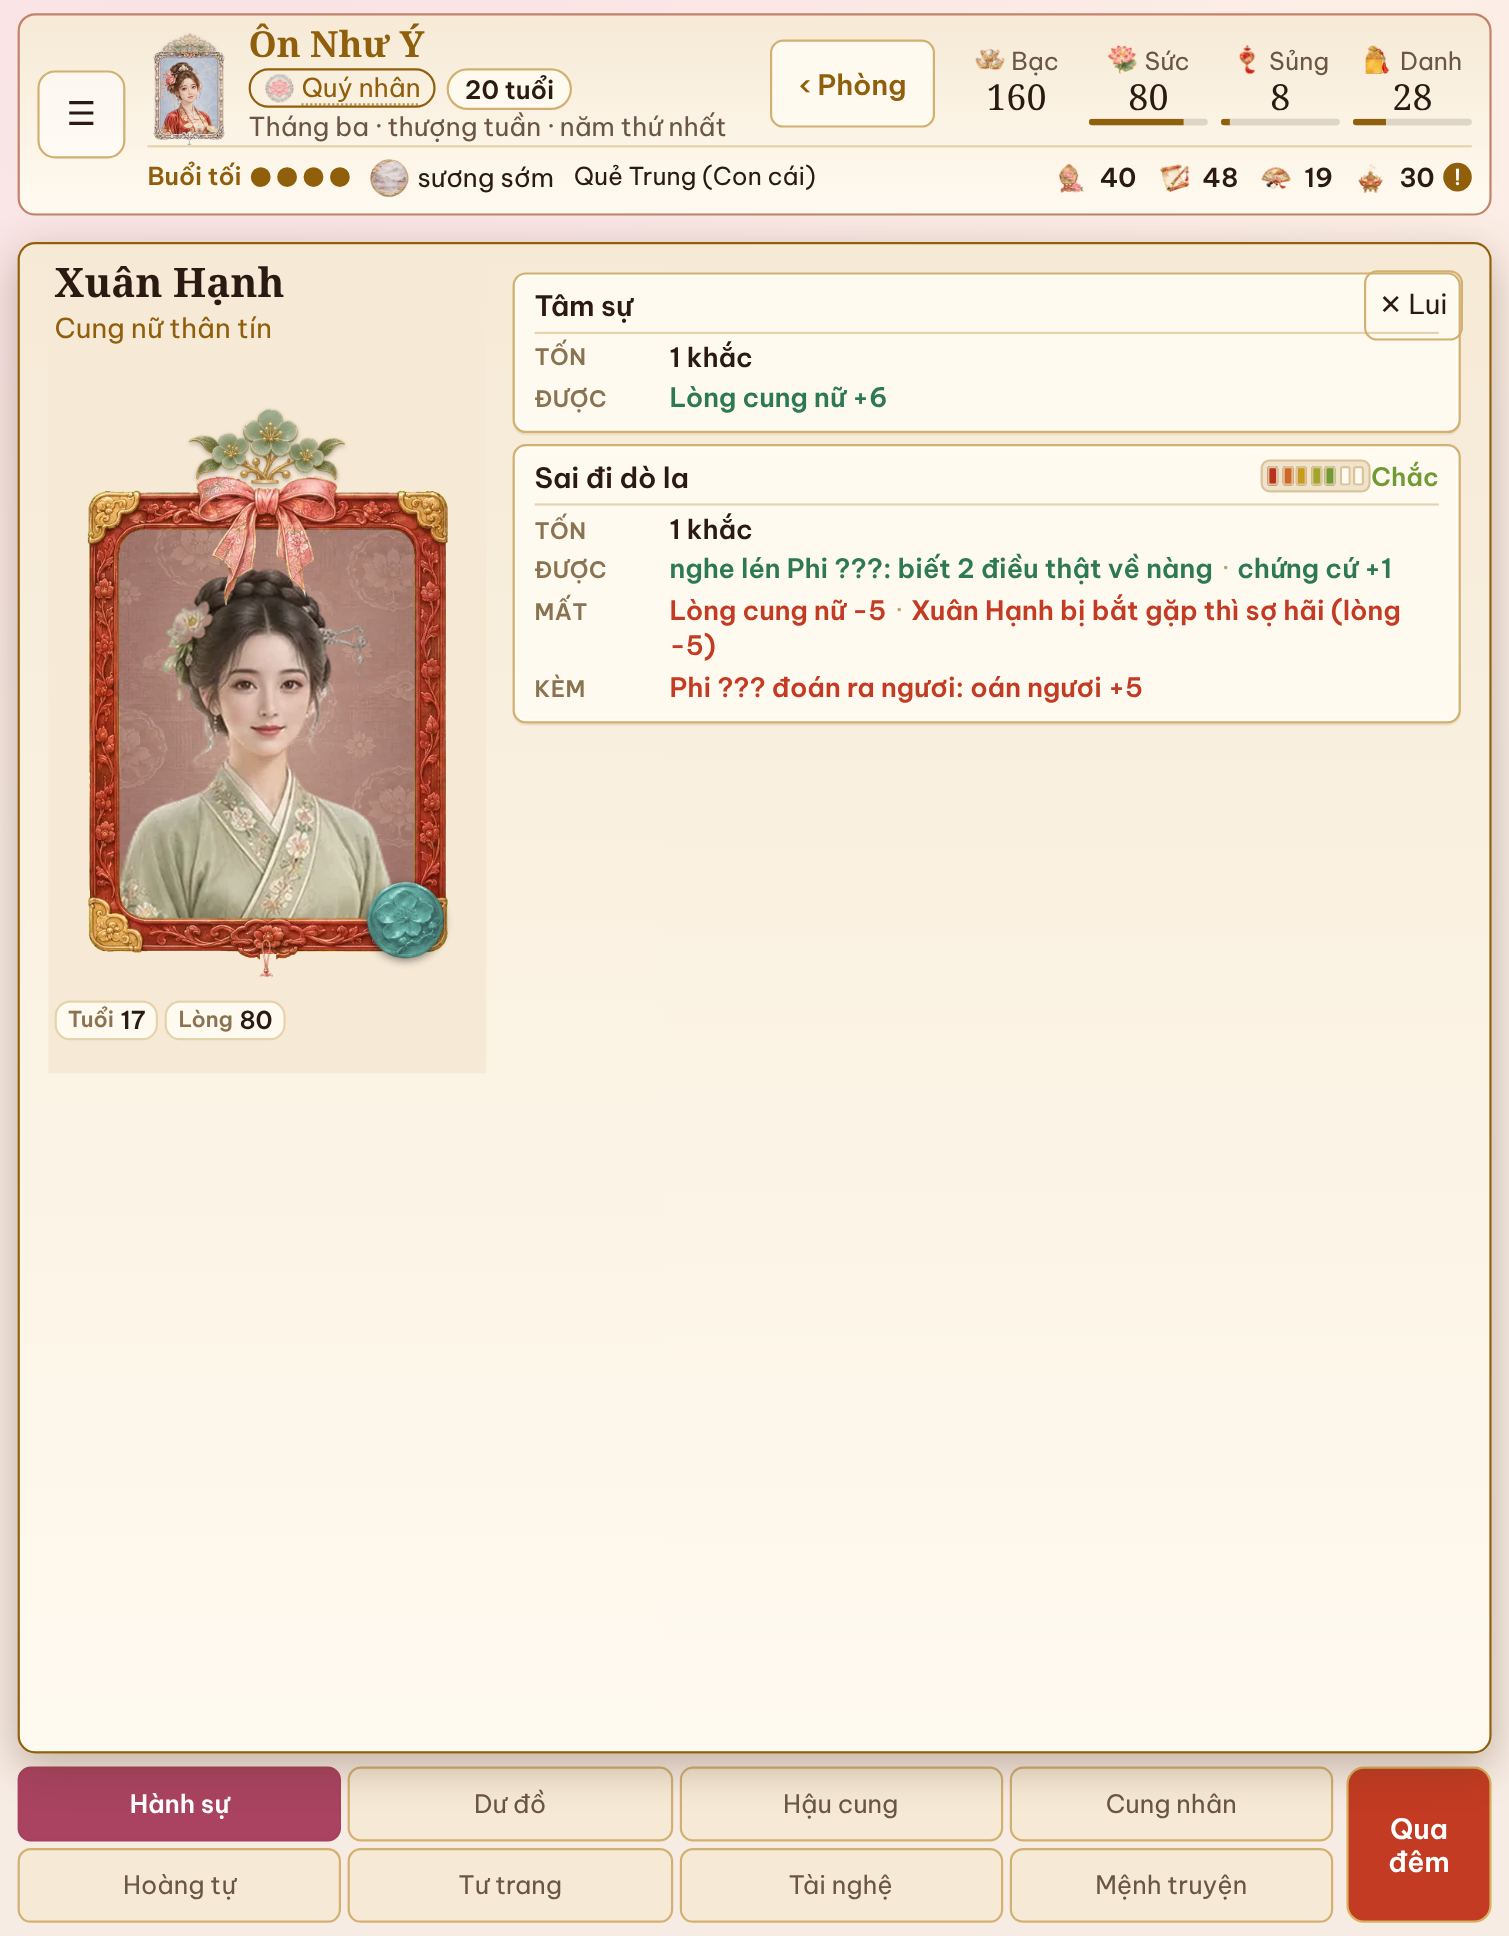 Ôn Như Ý
Quý nhân
20 tuổi
Tháng ba · thượng tuần · năm thứ nhất
‹ Phòng
Bạc
160
Sức
80
Sủng
8
Danh
28
☰
Buổi tối
sương sớm
Quẻ Trung (Con cái)
40
48
19
30
!
Xuân Hạnh
Cung nữ thân tín
Tuổi 17
Lòng 80
Tâm sự
✕ Lui
TỐN 1 khắc
ĐƯỢC Lòng cung nữ +6
Sai đi dò la
Chắc
TỐN 1 khắc
ĐƯỢC nghe lén Phi ???: biết 2 điều thật về nàng · chứng cứ +1
MẤT Lòng cung nữ -5 · Xuân Hạnh bị bắt gặp thì sợ hãi (lòng
-5)
KÈM Phi ??? đoán ra ngươi: oán ngươi +5
Hành sự
Dư đồ
Hậu cung
Cung nhân
Hoàng tự
Tư trang
Tài nghệ
Mệnh truyện
Qua
đêm